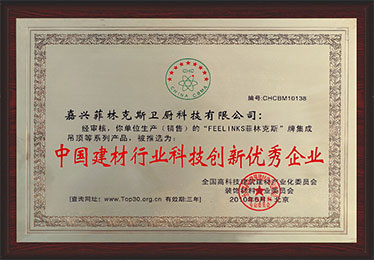 CHC
CHINA CBMA
编号:CHCBM10138
嘉兴菲林克斯卫厨科技有限公司:
经审核,你单位生产(销售)的“FEELINKS菲林克斯”牌集成
吊顶等系列产品,被推选为:
中国建材行业科技创新优秀企业
全国高科技建筑建材产业化委员会
装饰材料专业委员会
[查询网址:www.Top30.org.cn 有效期:三年]
2010年6月 北京